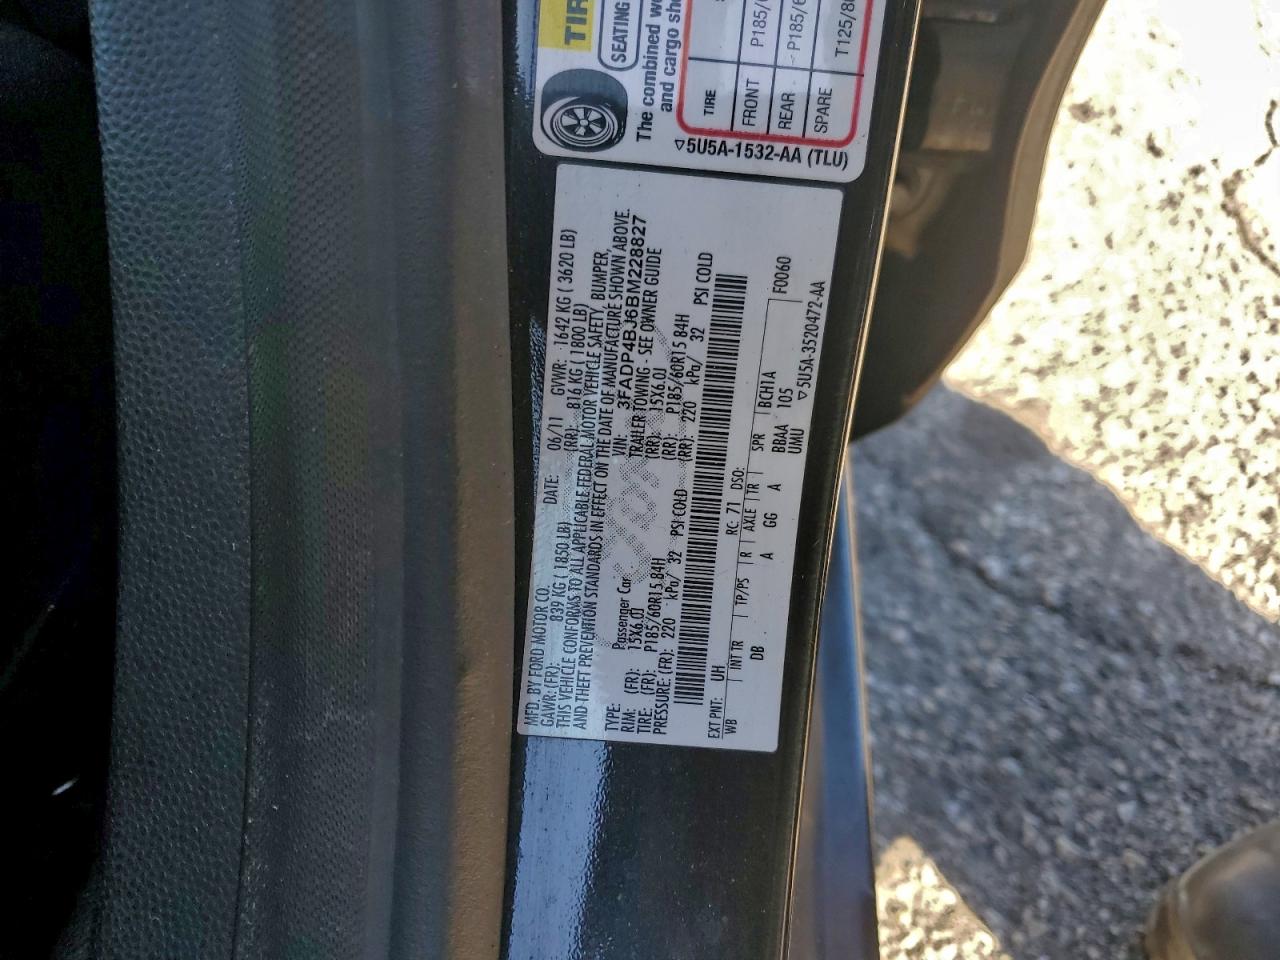 TIR
SEATING
The combined we
and cargo sho
TIRE
FRONT P185/6
REAR P185/6
SPARE T125/80
▽5U5A-1532-AA (TLU)
MFD. BY FORD MOTOR CO. DATE: 06/11 GVWR: 1642 KG ( 3620 LB)
GAWR: (FR): 839 KG ( 1850 LB) (RR): 816 KG ( 1800 LB)
THIS VEHICLE CONFORMS TO ALL APPLICABLE FEDERAL MOTOR VEHICLE SAFETY, BUMPER,
AND THEFT PREVENTION STANDARDS IN EFFECT ON THE DATE OF MANUFACTURE SHOWN ABOVE.
VIN: 3FADP4BJ6BM228827
TYPE: Passenger Car TRAILER TOWING - SEE OWNER GUIDE
RIM: (FR): 15X6.0J (RR): 15X6.0J
TIRE: (FR): P185/60R15 84H (RR): P185/60R15 84H
PRESSURE: (FR): 220 kPa/ 32 PSI COLD (RR): 220 kPa/ 32 PSI COLD
EXT PNT: UH RC: 71 DSO: F0060
WB INT TR TP/PS R AXLE TR SPR BCH1A
DB A GG A BBAA 105
UMU ▽5U5A-3520472-AA